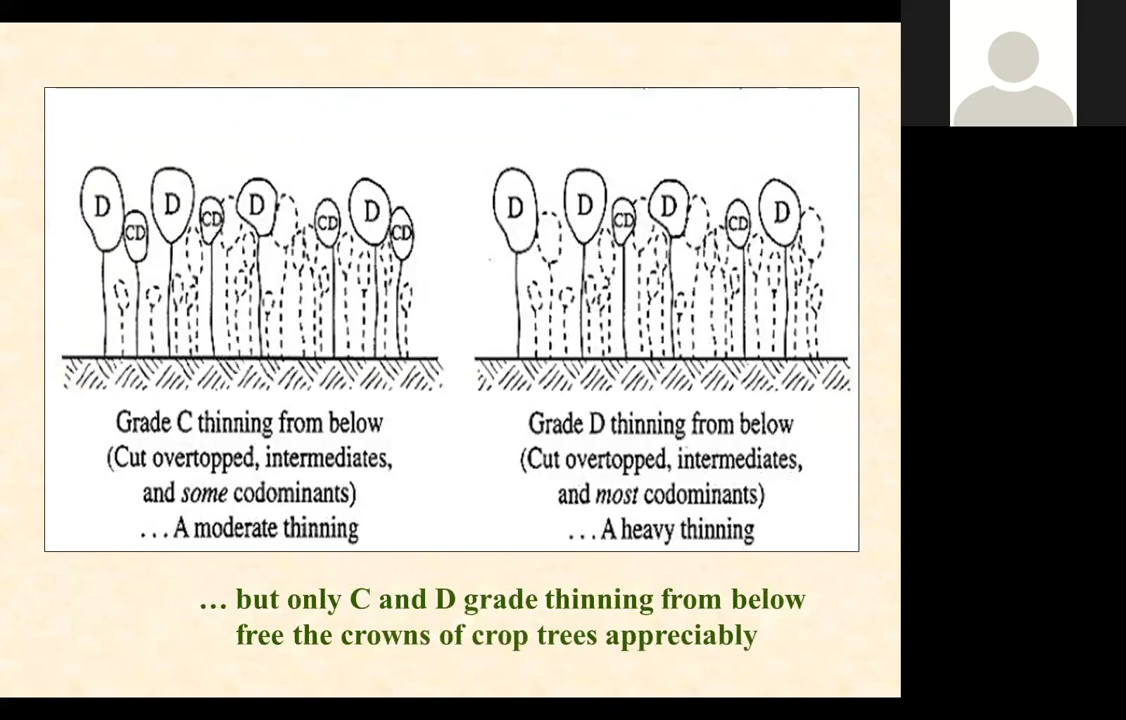 D D D D
CD CD CD CD
D D D D
CD CD
Grade C thinning from below
(Cut overtopped, intermediates,
and some codominants)
. . . A moderate thinning
Grade D thinning from below
(Cut overtopped, intermediates,
and most codominants)
. . . A heavy thinning
… but only C and D grade thinning from below
free the crowns of crop trees appreciably